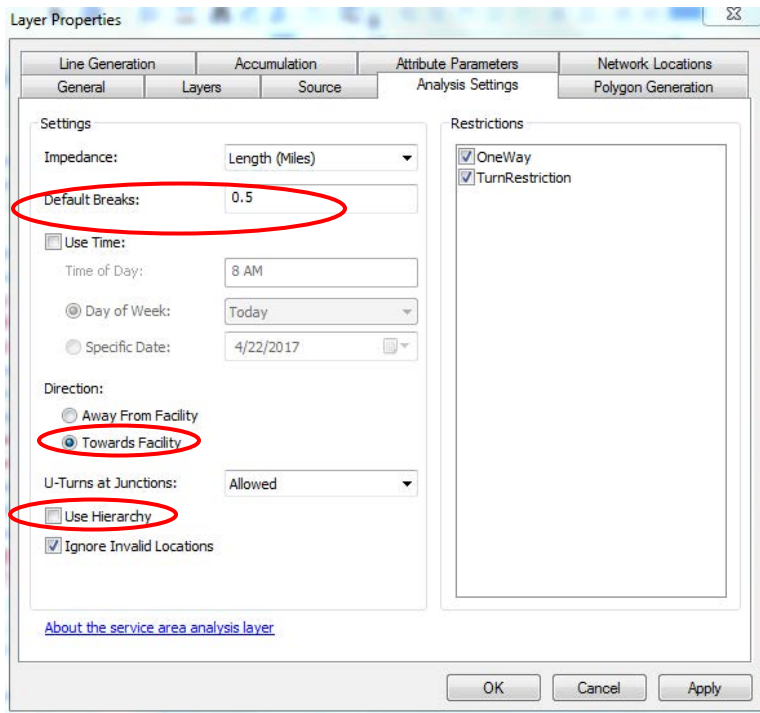 Layer Properties
Line Generation Accumulation Attribute Parameters Network Locations
General Layers Source Analysis Settings Polygon Generation
Settings
Impedance: Length (Miles)
Default Breaks: 0.5
Use Time:
Time of Day: 8 AM
Day of Week: Today
Specific Date: 4/22/2017
Direction:
Away From Facility
Towards Facility
U-Turns at Junctions: Allowed
Use Hierarchy
Ignore Invalid Locations
Restrictions
OneWay
TurnRestriction
About the service area analysis layer
OK Cancel Apply